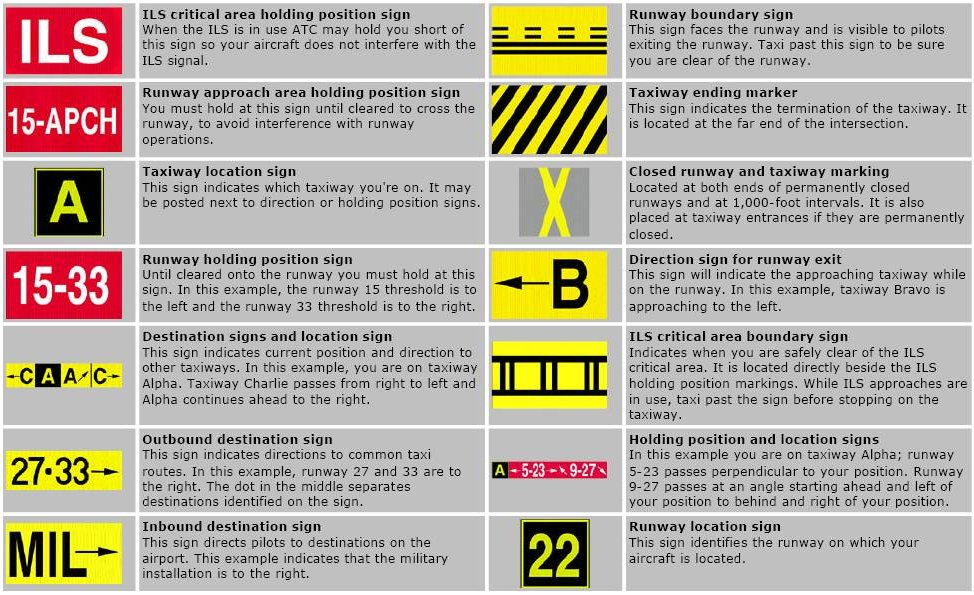 ILS
ILS critical area holding position sign
When the ILS is in use ATC may hold you short of
this sign so your aircraft does not interfere with the
ILS signal.
Runway boundary sign
This sign faces the runway and is visible to pilots
exiting the runway. Taxi past this sign to be sure
you are clear of the runway.
15-APCH
Runway approach area holding position sign
You must hold at this sign until cleared to cross the
runway, to avoid interference with runway
operations.
Taxiway ending marker
This sign indicates the termination of the taxiway. It
is located at the far end of the intersection.
A
Taxiway location sign
This sign indicates which taxiway you're on. It may
be posted next to direction or holding position signs.
X
Closed runway and taxiway marking
Located at both ends of permanently closed
runways and at 1,000-foot intervals. It is also
placed at taxiway entrances if they are permanently
closed.
15-33
Runway holding position sign
Until cleared onto the runway you must hold at this
sign. In this example, the runway 15 threshold is to
the left and the runway 33 threshold is to the right.
←B
Direction sign for runway exit
This sign will indicate the approaching taxiway while
on the runway. In this example, taxiway Bravo is
approaching to the left.
←C A A↗ C→
Destination signs and location sign
This sign indicates current position and direction to
other taxiways. In this example, you are on taxiway
Alpha. Taxiway Charlie passes from right to left and
Alpha continues ahead to the right.
ILS critical area boundary sign
Indicates when you are safely clear of the ILS
critical area. It is located directly beside the ILS
holding position markings. While ILS approaches are
in use, taxi past the sign before stopping on the
taxiway.
27·33→
Outbound destination sign
This sign indicates directions to common taxi
routes. In this example, runway 27 and 33 are to
the right. The dot in the middle separates
destinations identified on the sign.
A ← 5-23 → ↖ 9-27 ↘
Holding position and location signs
In this example you are on taxiway Alpha; runway
5-23 passes perpendicular to your position. Runway
9-27 passes at an angle starting ahead and left of
your position to behind and right of your position.
MIL→
Inbound destination sign
This sign directs pilots to destinations on the
airport. This example indicates that the military
installation is to the right.
22
Runway location sign
This sign identifies the runway on which your
aircraft is located.